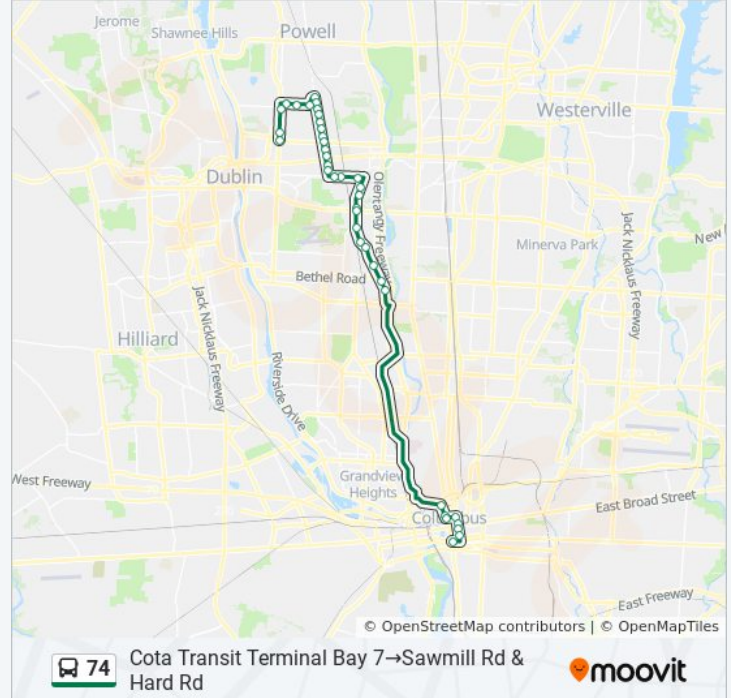 Jerome
Powell
Shawnee Hills
Westerville
Dublin
Olentangy Freeway
Jack Nicklaus Freeway
New
Minerva Park
Bethel Road
Jack Nicklaus Freeway
Hilliard
Riverside Drive
West Freeway
Grandview
Heights
East Broad Street
Columbus
East Freeway
© OpenStreetMap contributors | © OpenMapTiles
74
Cota Transit Terminal Bay 7→Sawmill Rd &
Hard Rd
moovit